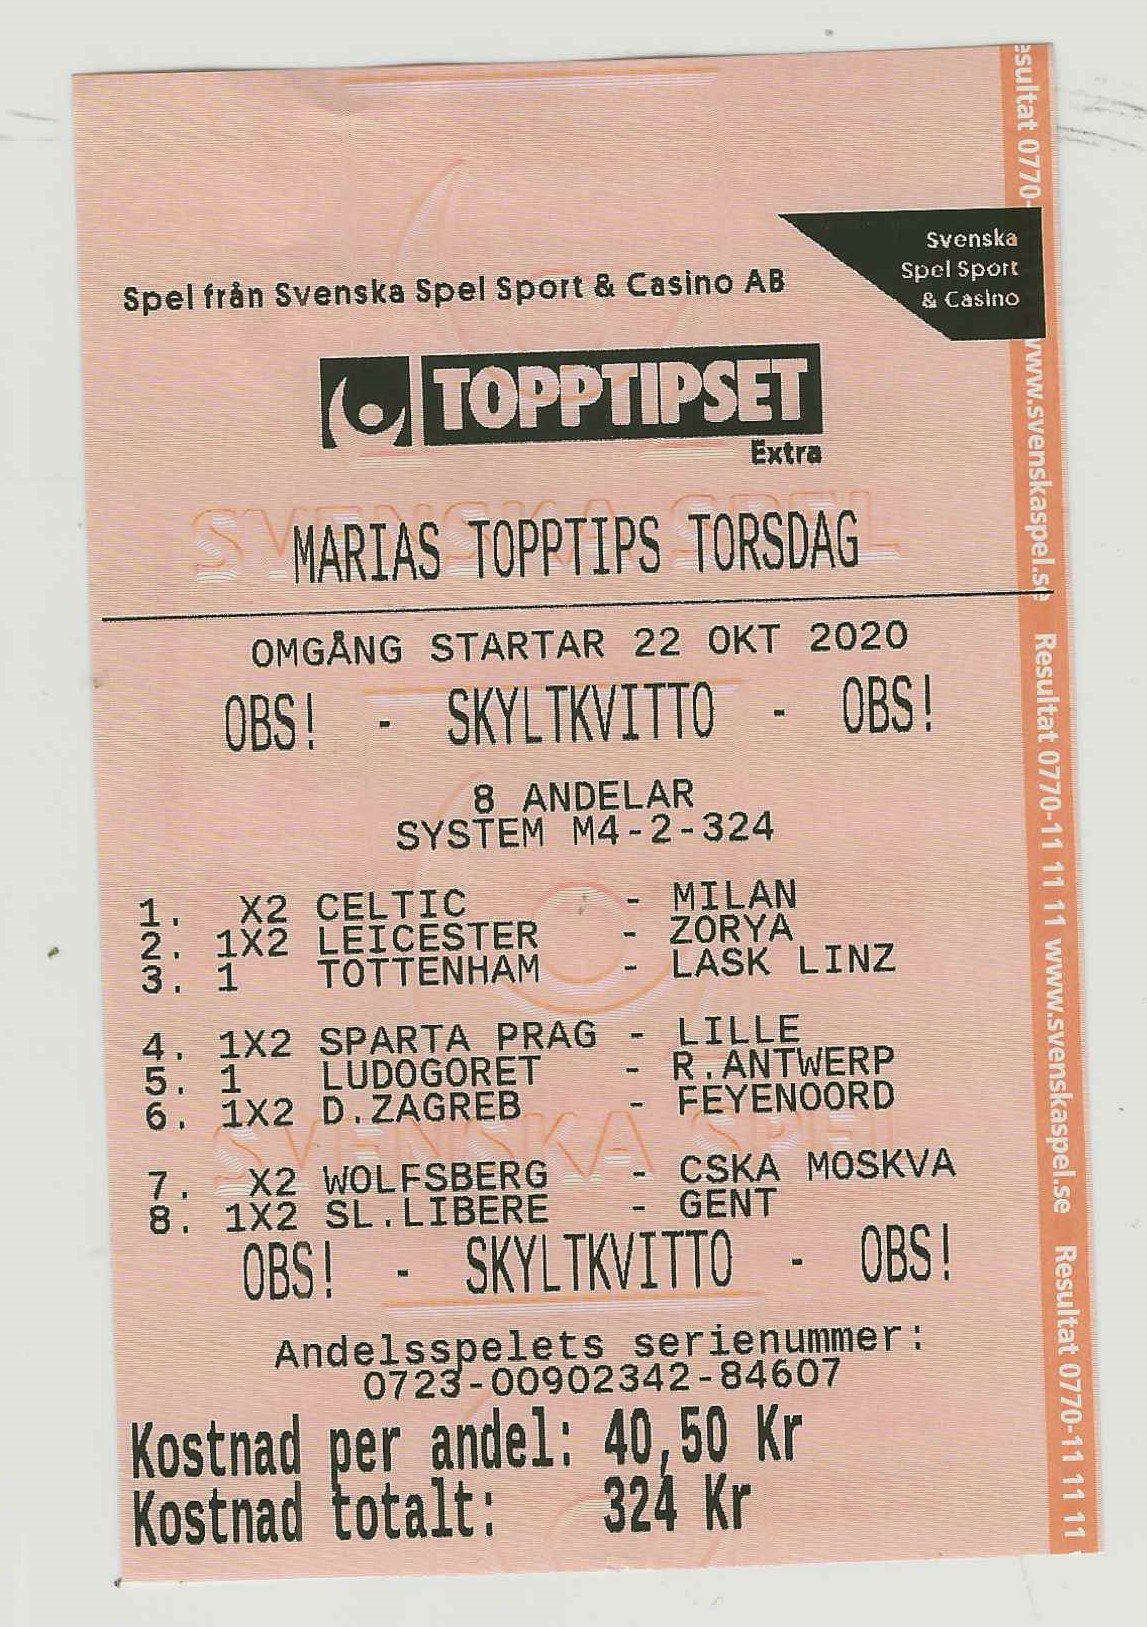 Spel från Svenska Spel Sport & Casino AB
Svenska
Spel Sport
& Casino
TOPPTIPSET
Extra
SVENSKA SPEL
MARIAS TOPPTIPS TORSDAG
OMGÅNG STARTAR 22 OKT 2020
OBS! - SKYLTKVITTO - OBS!
8 ANDELAR
SYSTEM M4-2-324
1. X2 CELTIC - MILAN
2. 1X2 LEICESTER - ZORYA
3. 1 TOTTENHAM - LASK LINZ
4. 1X2 SPARTA PRAG - LILLE
5. 1 LUDOGORET - R.ANTWERP
6. 1X2 D.ZAGREB - FEYENOORD
SVENSKA SPEL
7. X2 WOLFSBERG - CSKA MOSKVA
8. 1X2 SL.LIBERE - GENT
OBS! - SKYLTKVITTO - OBS!
Andelsspelets serienummer:
0723-00902342-84607
Kostnad per andel: 40,50 Kr
Kostnad totalt: 324 Kr
esultat 0770- www.svenskaspel.se Resultat 0770-11 11 11 www.svenskaspel.se Resultat 0770-11 11 11